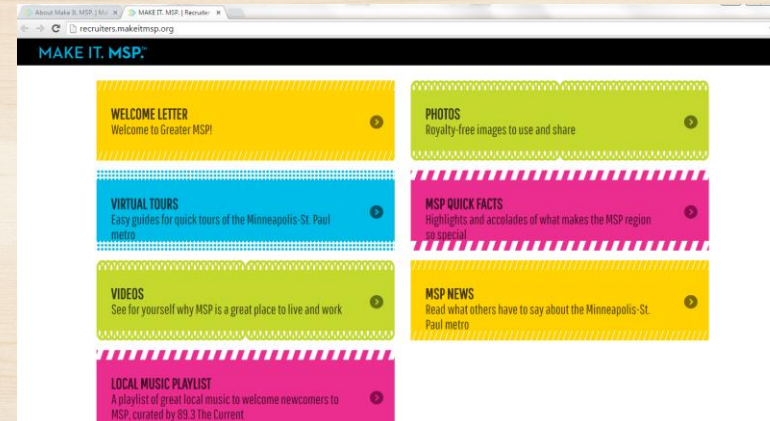 About Make It. MSP. | Ma
MAKE IT. MSP. | Recruiter
recruiters.makeitmsp.org
MAKE IT. MSP.™
WELCOME LETTER
Welcome to Greater MSP!
PHOTOS
Royalty-free images to use and share
VIRTUAL TOURS
Easy guides for quick tours of the Minneapolis-St. Paul
metro
MSP QUICK FACTS
Highlights and accolades of what makes the MSP region
so special
VIDEOS
See for yourself why MSP is a great place to live and work
MSP NEWS
Read what others have to say about the Minneapolis-St.
Paul metro
LOCAL MUSIC PLAYLIST
A playlist of great local music to welcome newcomers to
MSP, curated by 89.3 The Current